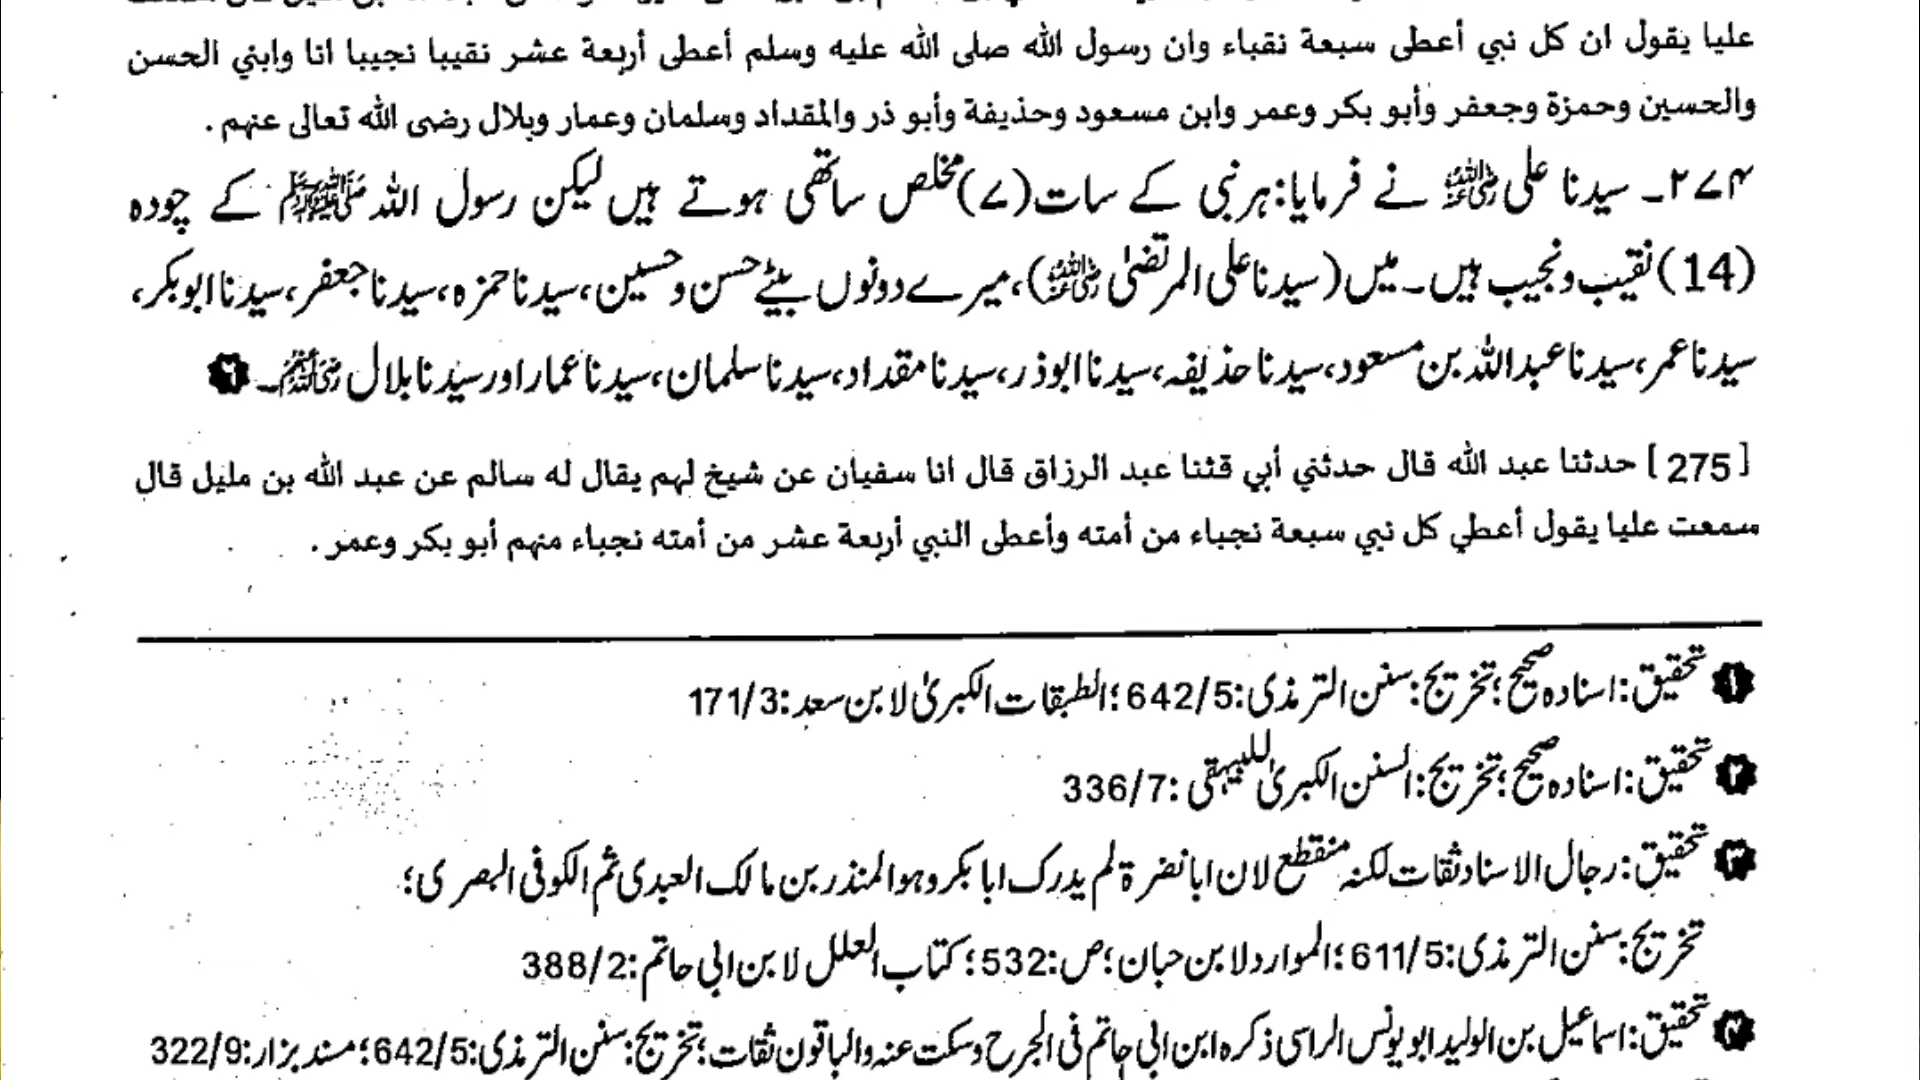 عليا يقول ان كل نبي أعطى سبعة نقباء وان رسول الله صلى الله عليه وسلم أعطى أربعة عشر نقيبا نجيبا انا وابني الحسن
والحسين وحمزة وجعفر وأبو بكر وعمر وابن مسعود وحذيفة وأبو ذر والمقداد وسلمان وعمار وبلال رضى الله تعالى عنهم .
۲۷۴۔ سیدنا علی رضی اللہ عنہ نے فرمایا:ہر نبی کے سات(۷)مخلص ساتھی ہوتے ہیں لیکن رسول اللہ ﷺ کے چودہ
(14)نقیب ونجیب ہیں۔میں(سیدنا علی المرتضیٰ رضی اللہ عنہ)،میرے دونوں بیٹے حسن وحسین،سیدنا حمزہ،سیدنا جعفر،سیدنا ابوبکر،
سیدنا عمر،سیدنا عبداللہ بن مسعود،سیدنا حذیفہ،سیدنا ابوذر،سیدنا مقداد،سیدنا سلمان،سیدنا عمار اور سیدنا بلال رضی اللہ عنہم۔ ۶
[275] حدثنا عبد الله قال حدثني أبي قثنا عبد الرزاق قال انا سفيان عن شيخ لهم يقال له سالم عن عبد الله بن مليل قال
سمعت عليا يقول أعطي كل نبي سبعة نجباء من أمته وأعطى النبي أربعة عشر من أمته نجباء منهم أبو بكر وعمر .
۱ تحقیق:اسنادہ صحیح؛تخریج:سنن الترمذی:642/5؛الطبقات الکبریٰ لابن سعد:171/3
۲ تحقیق:اسنادہ صحیح؛تخریج:السنن الکبریٰ للبیہقی:336/7
۳ تحقیق:رجال الاسناد ثقات لکنہ منقطع لان ابا نضرة لم یدرک ابا بکر وہو المنذر بن مالک العبدی ثم الکوفی البصری؛
تخریج:سنن الترمذی:611/5؛الموارد لابن حبان؛ص:532؛کتاب العلل لابن ابی حاتم:388/2
۴ تحقیق:اسماعیل بن الولید ابو یونس الراسی ذکرہ ابن ابی حاتم فی الجرح وسکت عنہ والباقون ثقات؛تخریج:سنن الترمذی:642/5؛مسند بزار:322/9